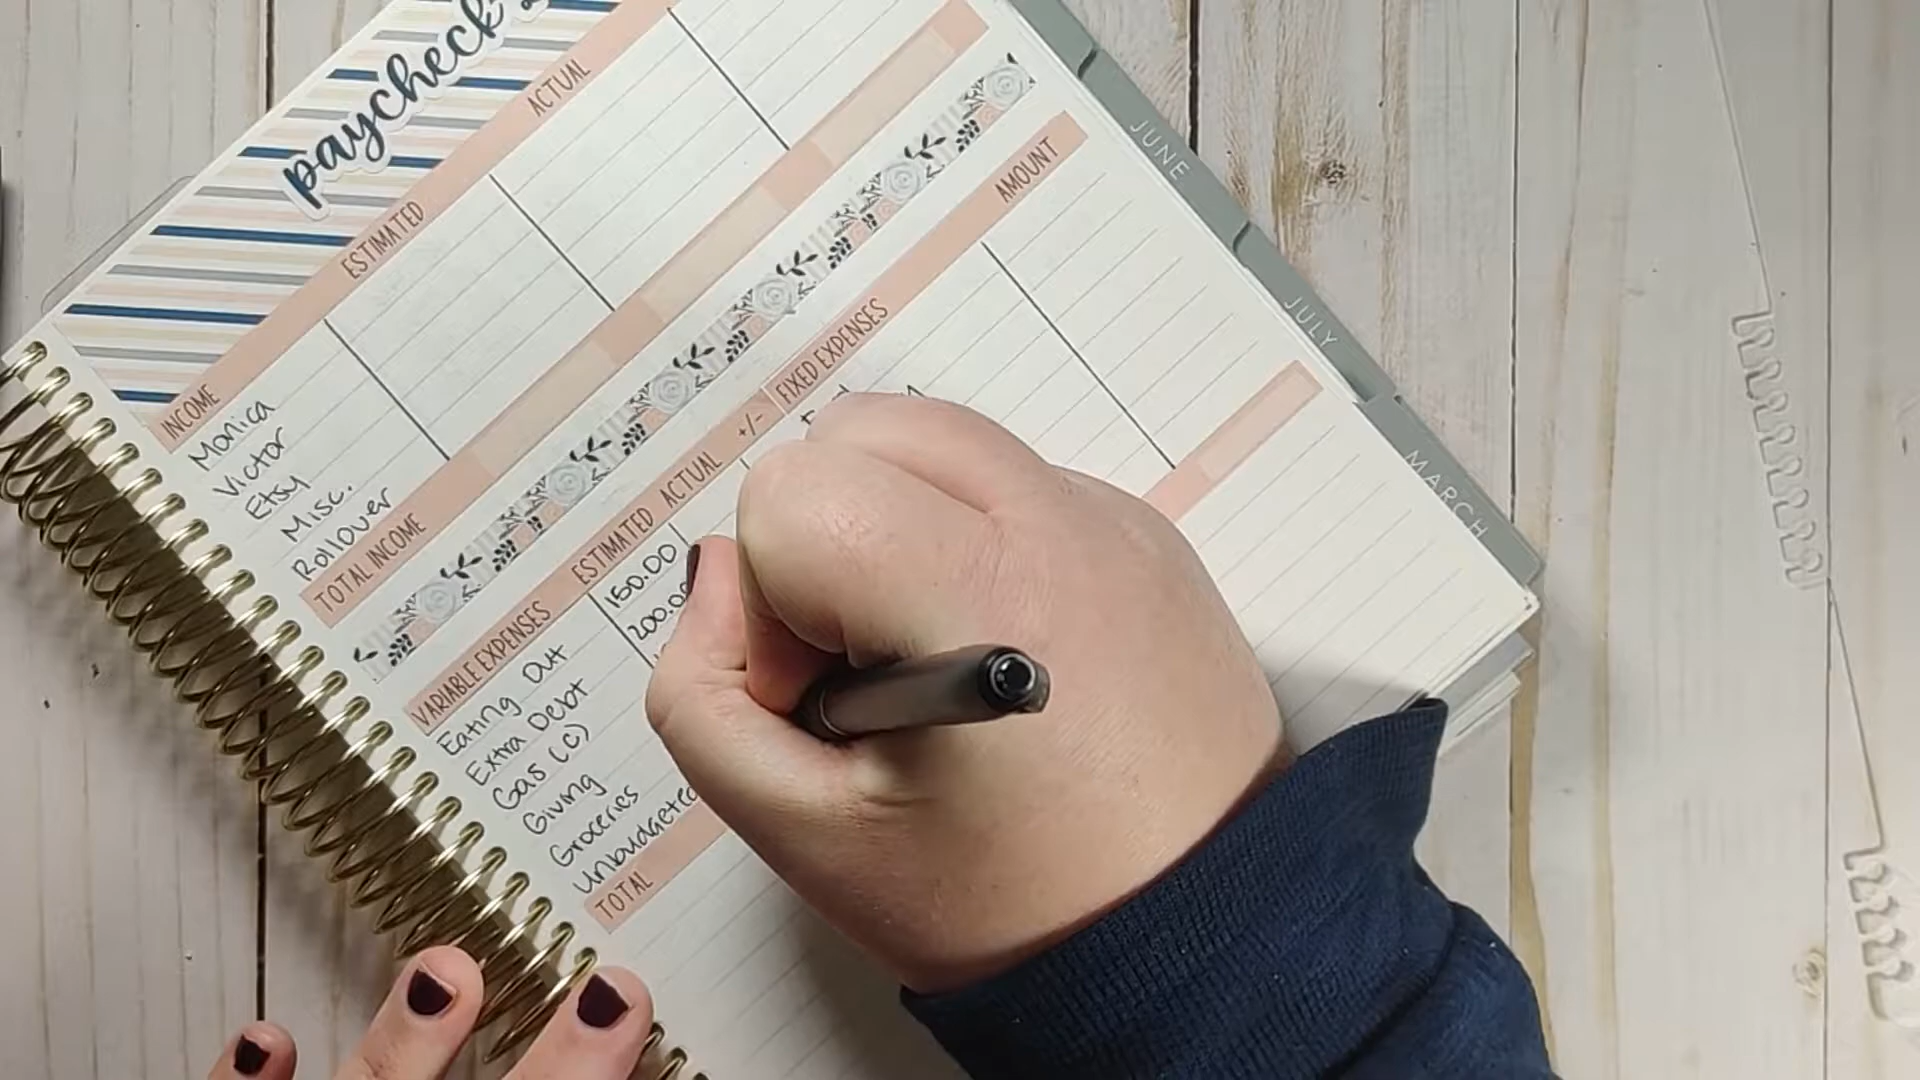 paycheck
INCOME ESTIMATED ACTUAL
Monica
Victor
Etsy
Misc.
Rollover
TOTAL INCOME
VARIABLE EXPENSES ESTIMATED ACTUAL +/-
Eating Out 150.00
Extra Debt
Gas (C)
Giving
Groceries
Unbudgeted
TOTAL
FIXED EXPENSES AMOUNT
JUNE
JULY
MARCH